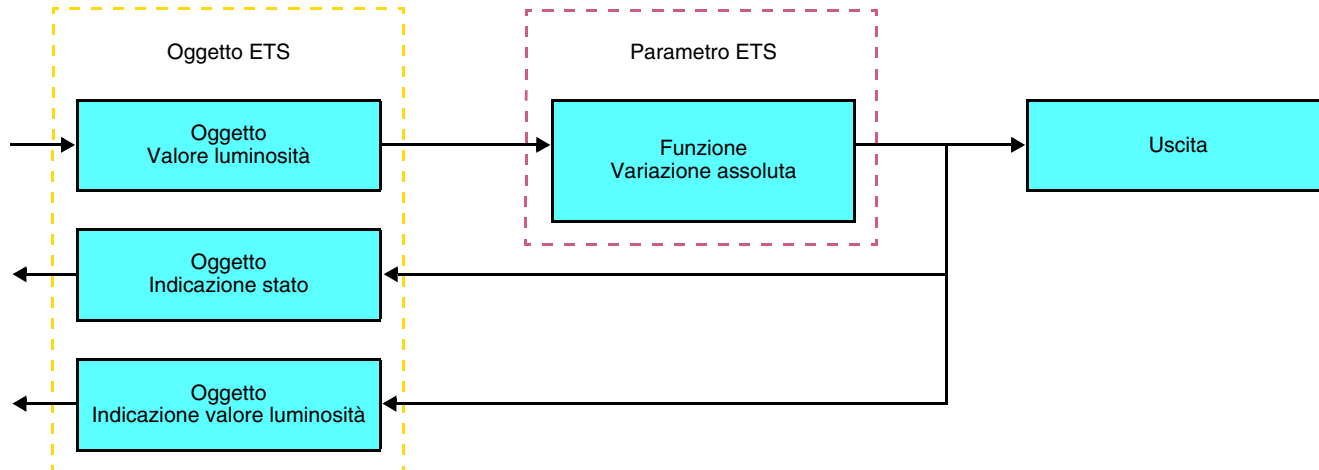 Oggetto ETS
Parametro ETS
Oggetto
Valore luminosità
Funzione
Variazione assoluta
Uscita
Oggetto
Indicazione stato
Oggetto
Indicazione valore luminosità